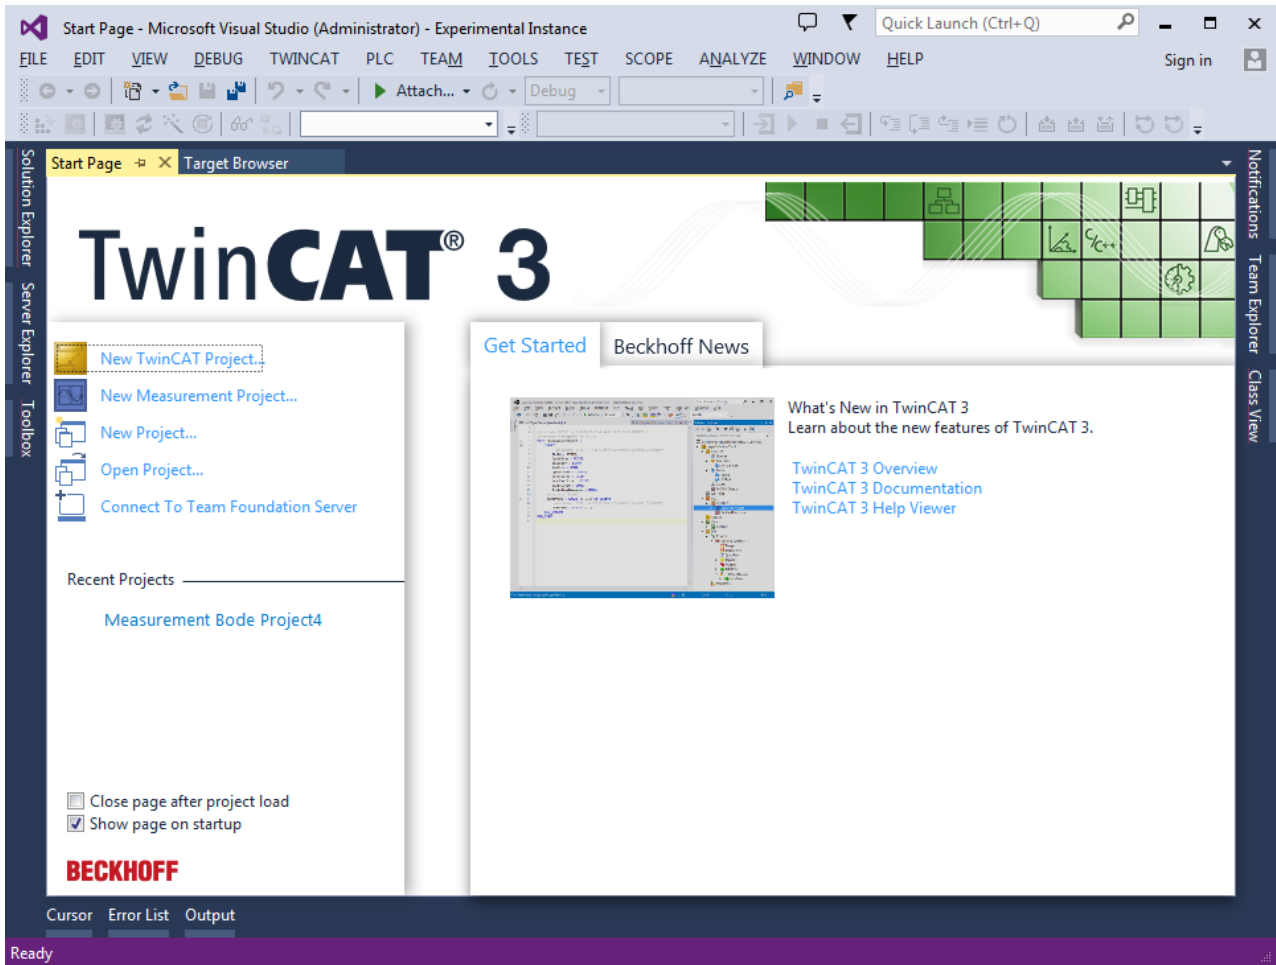 Start Page - Microsoft Visual Studio (Administrator) - Experimental Instance
Quick Launch (Ctrl+Q)
FILE EDIT VIEW DEBUG TWINCAT PLC TEAM TOOLS TEST SCOPE ANALYZE WINDOW HELP
Sign in
Attach...
Debug
Start Page
Target Browser
Solution Explorer
Server Explorer
Toolbox
Notifications
Team Explorer
Class View
TwinCAT® 3
C/C++
New TwinCAT Project...
New Measurement Project...
New Project...
Open Project...
Connect To Team Foundation Server
Recent Projects
Measurement Bode Project4
Close page after project load
Show page on startup
BECKHOFF
Get Started
Beckhoff News
What's New in TwinCAT 3
Learn about the new features of TwinCAT 3.
TwinCAT 3 Overview
TwinCAT 3 Documentation
TwinCAT 3 Help Viewer
Cursor Error List Output
Ready